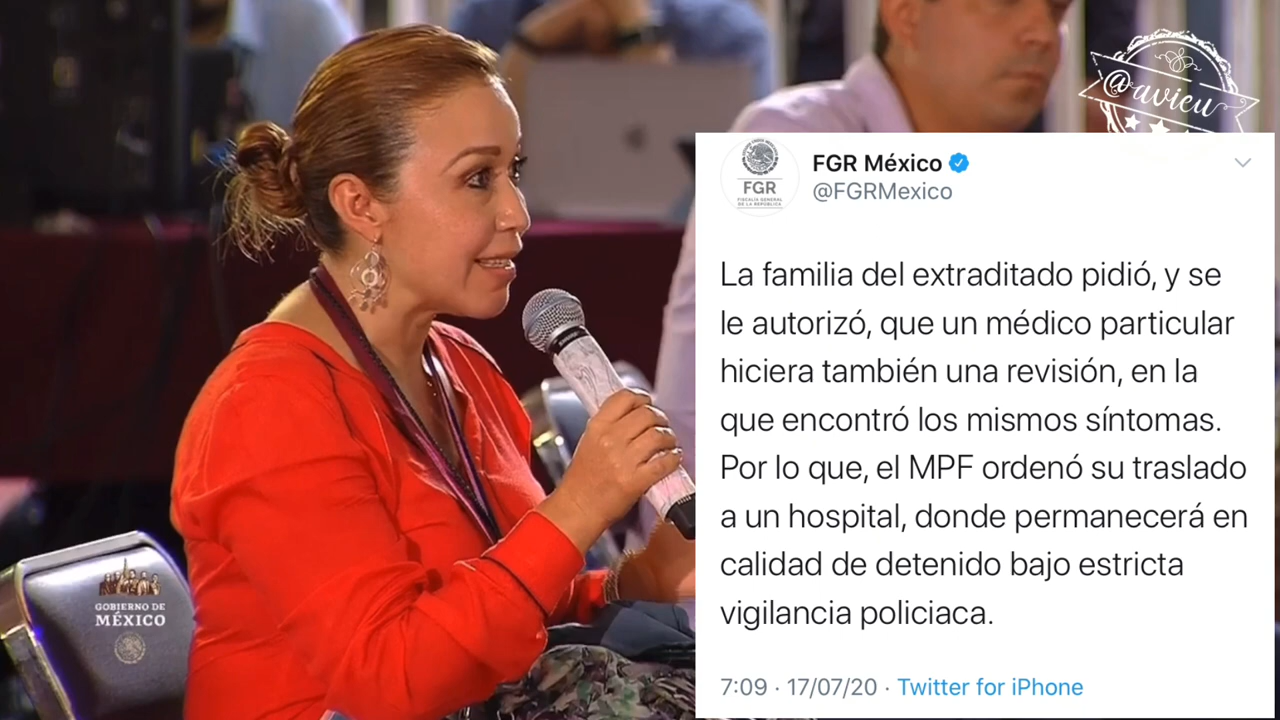 @avieu
FGR México
@FGRMexico
FGR
FISCALÍA GENERAL
DE LA REPÚBLICA
La familia del extraditado pidió, y se
le autorizó, que un médico particular
hiciera también una revisión, en la
que encontró los mismos síntomas.
Por lo que, el MPF ordenó su traslado
a un hospital, donde permanecerá en
calidad de detenido bajo estricta
vigilancia policiaca.
7:09 · 17/07/20 · Twitter for iPhone
GOBIERNO DE
MÉXICO